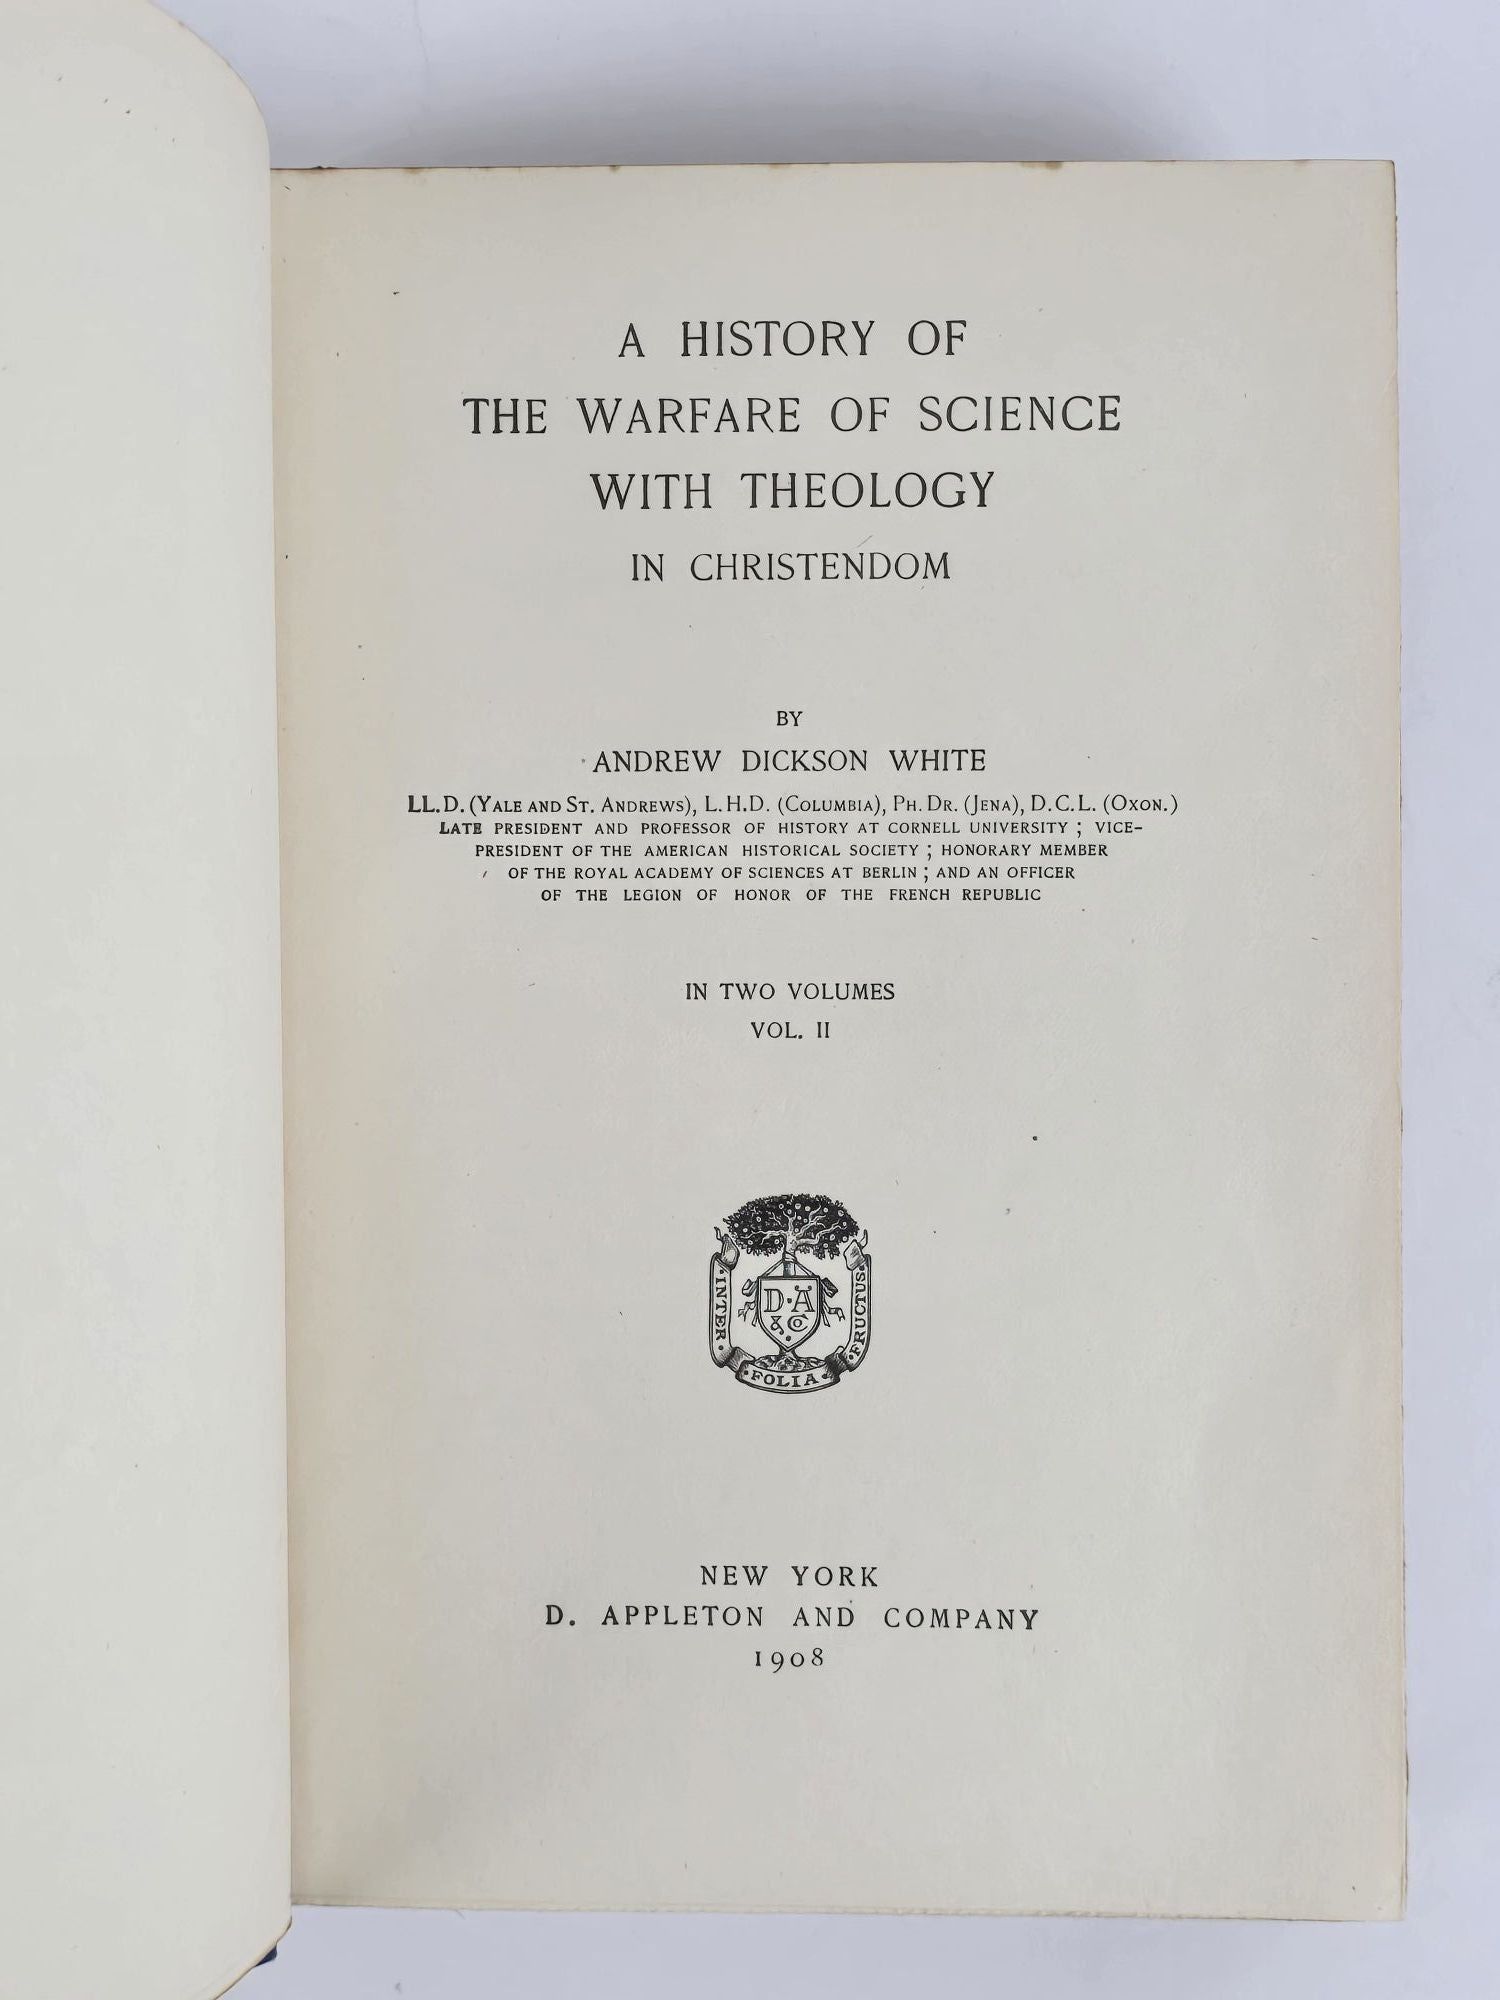 A HISTORY OF
THE WARFARE OF SCIENCE
WITH THEOLOGY
IN CHRISTENDOM
BY
ANDREW DICKSON WHITE
LL.D. (YALE AND ST. ANDREWS), L.H.D. (COLUMBIA), PH. DR. (JENA), D.C.L. (OXON.)
LATE PRESIDENT AND PROFESSOR OF HISTORY AT CORNELL UNIVERSITY ; VICE-
PRESIDENT OF THE AMERICAN HISTORICAL SOCIETY ; HONORARY MEMBER
OF THE ROYAL ACADEMY OF SCIENCES AT BERLIN ; AND AN OFFICER
OF THE LEGION OF HONOR OF THE FRENCH REPUBLIC
IN TWO VOLUMES
VOL. II
D·A
& Co
·INTER·
·FOLIA·
·FRUCTUS·
NEW YORK
D. APPLETON AND COMPANY
1908